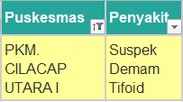 Puskesmas Penyakit
PKM. Suspek
CILACAP Demam
UTARA I Tifoid